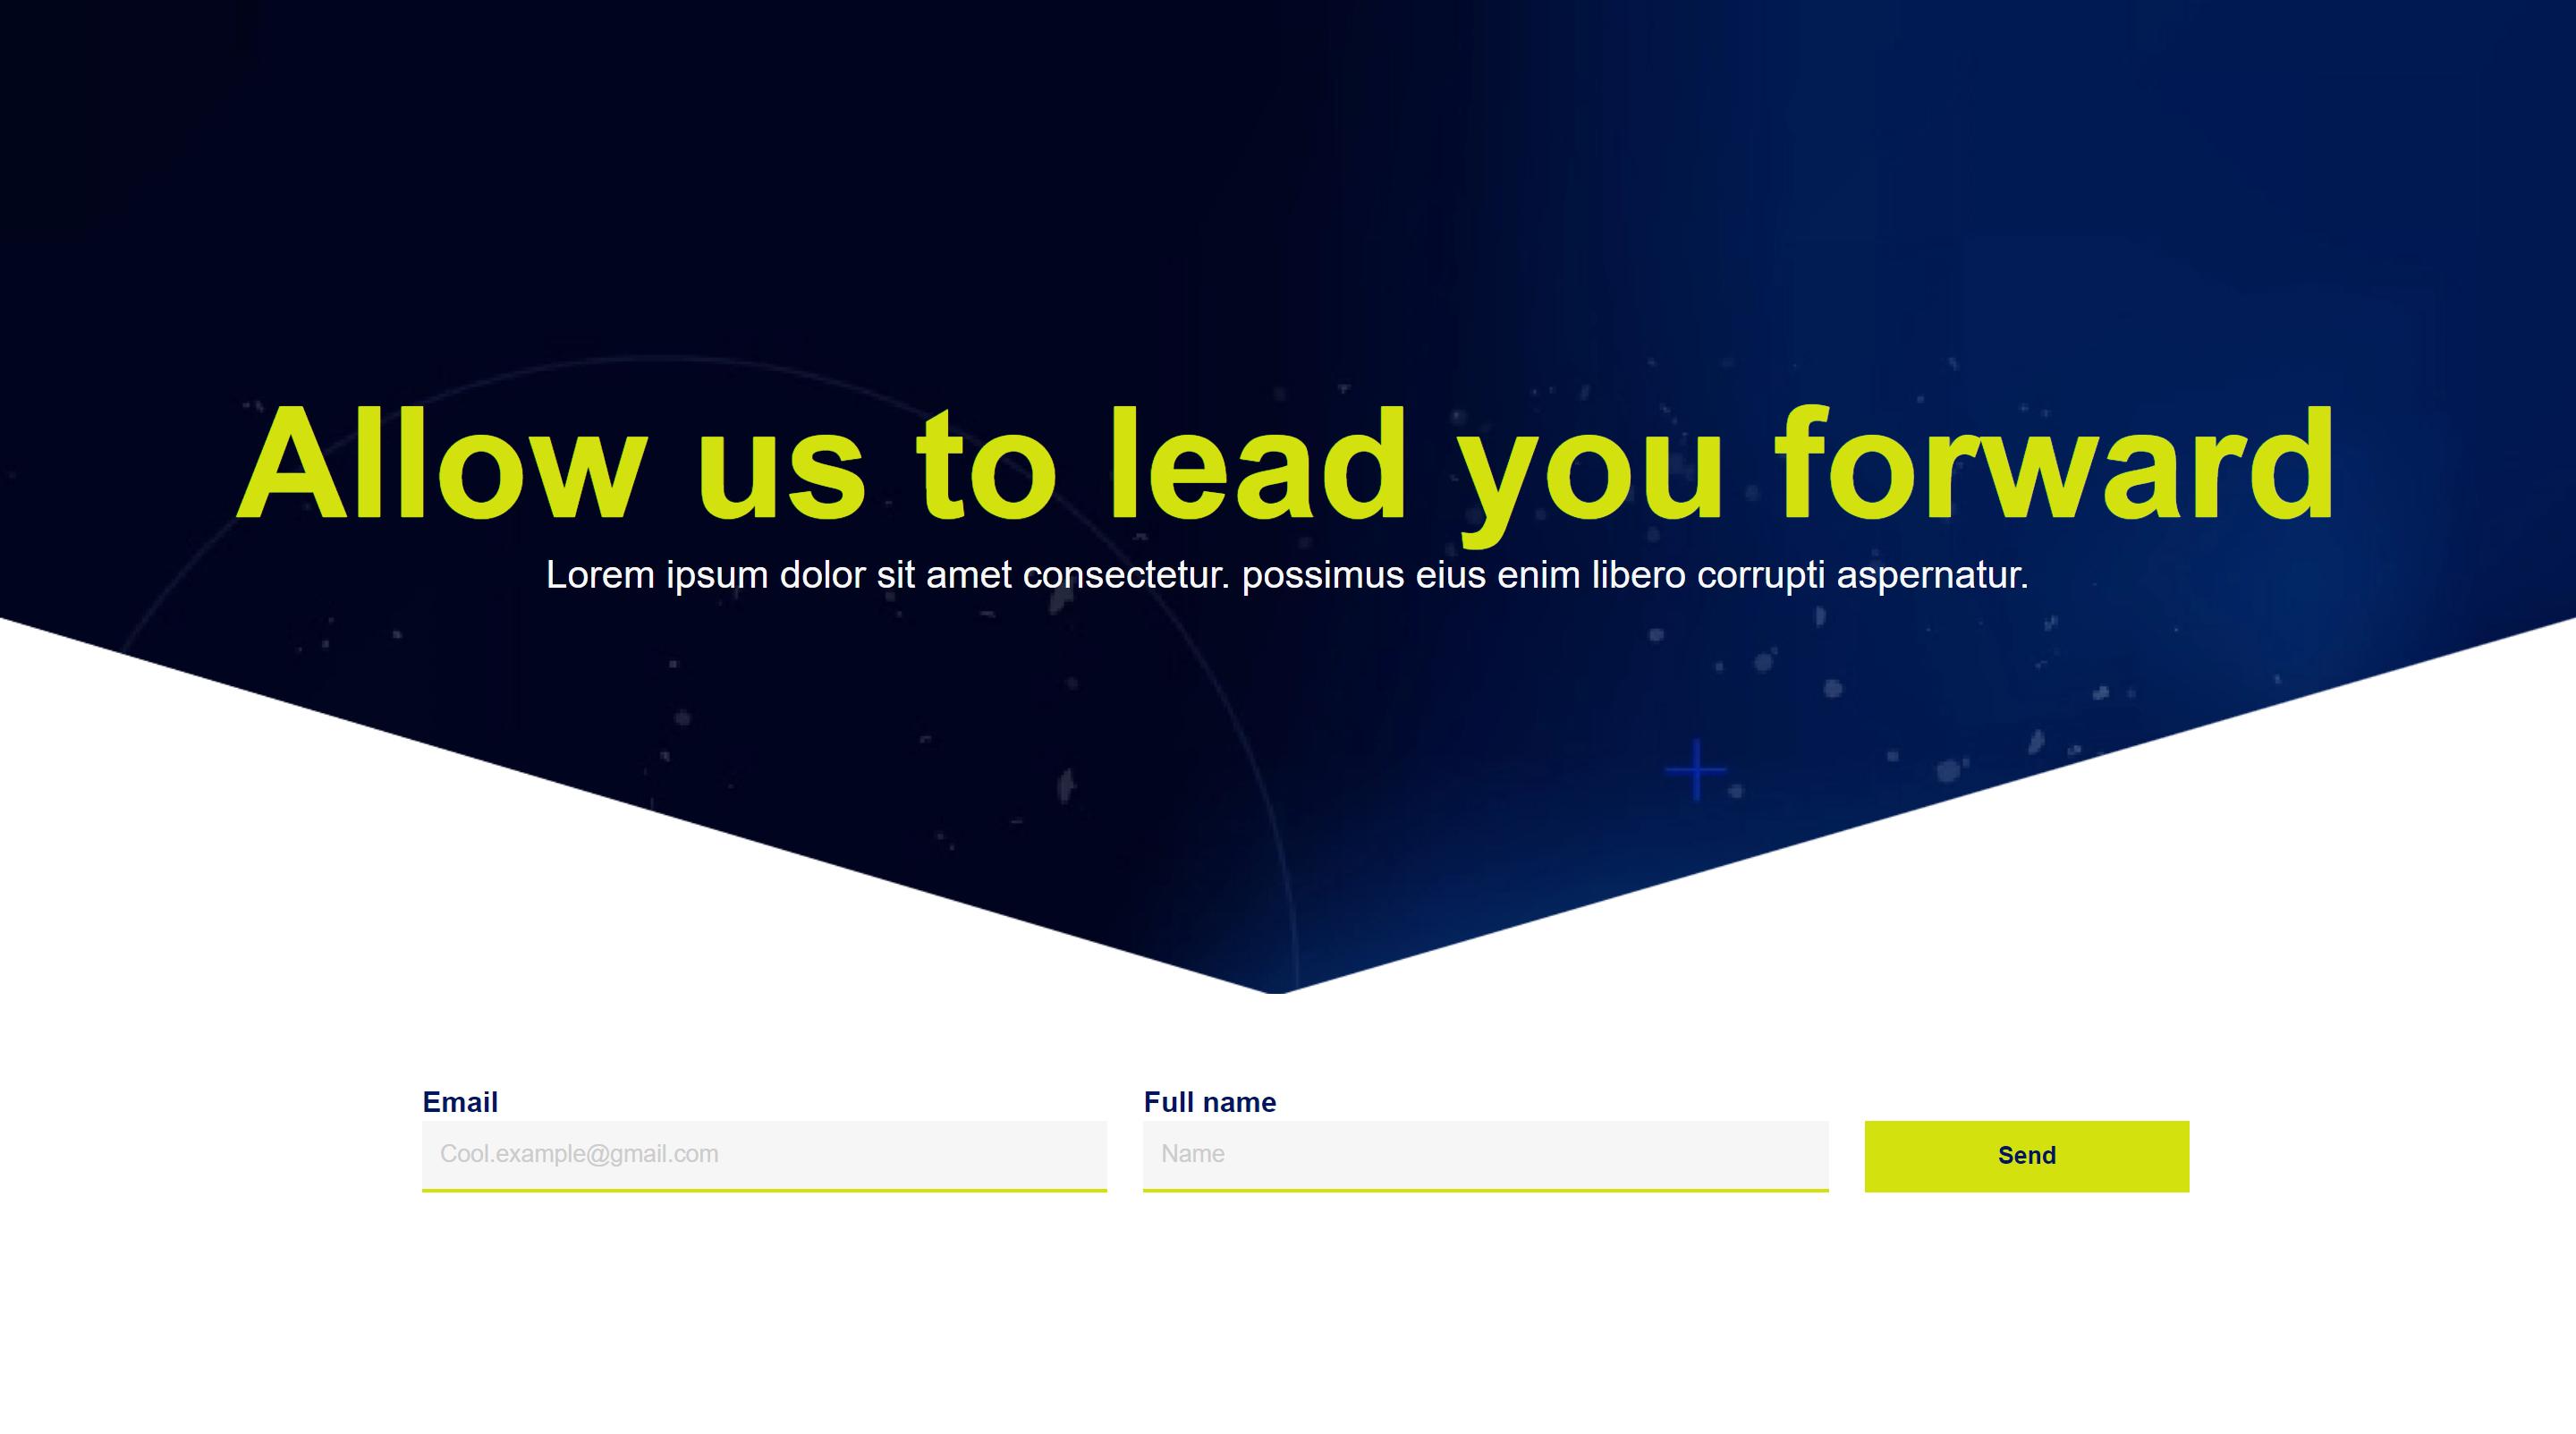 Allow us to lead you forward
Lorem ipsum dolor sit amet consectetur. possimus eius enim libero corrupti aspernatur.
Email
Cool.example@gmail.com
Full name
Name
Send